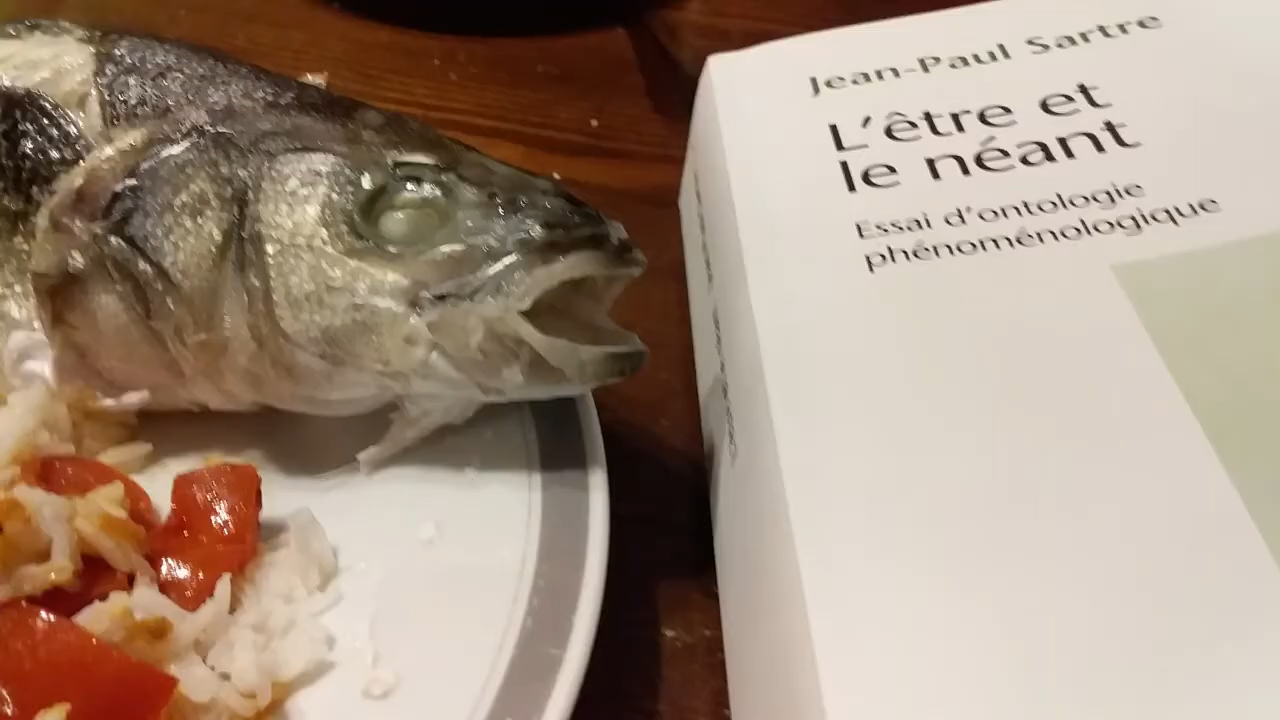 Jean-Paul Sartre
L'être et
le néant
Essai d'ontologie
phénoménologique